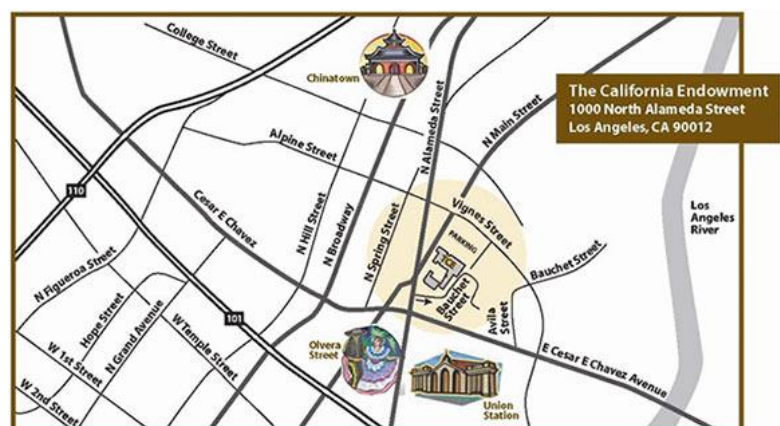 College Street
Chinatown
The California Endowment
1000 North Alameda Street
Los Angeles, CA 90012
N Alameda Street
N Main Street
Alpine Street
110
Cesar E Chavez
N Hill Street
N Broadway
N Spring Street
Vignes Street
PARKING
TCE
Los
Angeles
River
N Figueroa Street
Bauchet Street
Bauchet
Street
Avila
Street
Hope Street
N Grand Avenue
101
W Temple Street
W 1st Street
W 2nd Street
Olvera
Street
E Cesar E Chavez Avenue
Union
Station